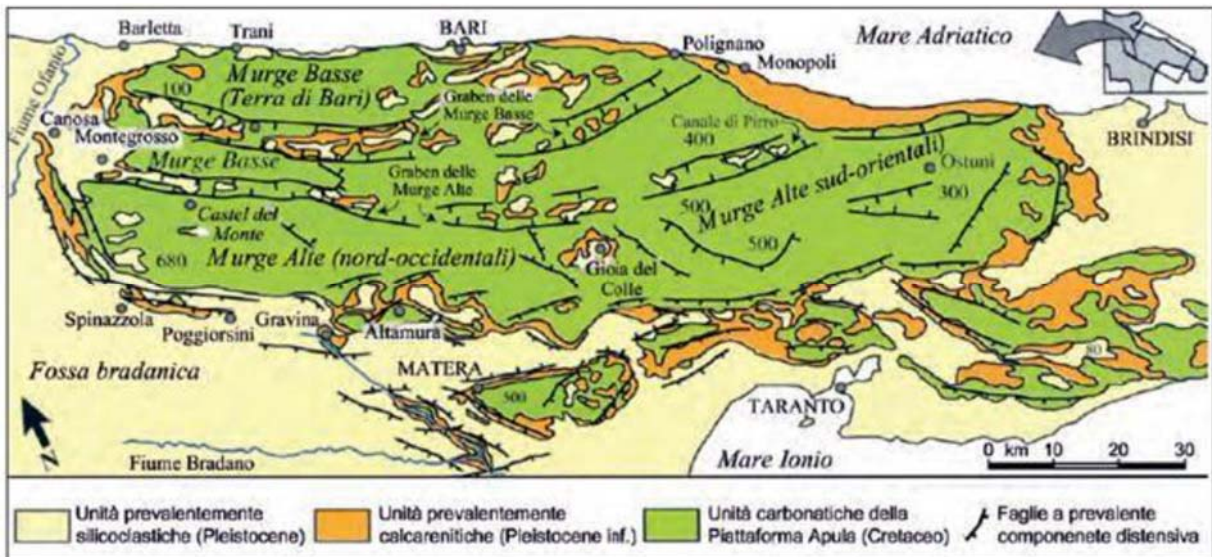 Barletta
Trani
BARI
Polignano
Monopoli
Mare Adriatico
Fiume Ofanto
Murge Basse
(Terra di Bari)
100
Graben delle
Murge Basse
Canosa
Montegrosso
Canale di Pirro
400
BRINDISI
Murge Basse
Graben delle
Murge Alte
Ostuni
300
500
Murge Alte sud-orientali)
500
Castel del
Monte
680
Murge Alte (nord-occidentali)
Gioia del
Colle
Spinazzola
Poggiorsini
Gravina
Altamura
Fossa bradanica
MATERA
500
80
TARANTO
Mare Ionio
Fiume Bradano
N
0 km 10 20 30
Unità prevalentemente
silicoclastiche (Pleistocene)
Unità prevalentemente
calcarenitiche (Pleistocene inf.)
Unità carbonatiche della
Piattaforma Apula (Cretaceo)
Faglie a prevalente
componenete distensiva